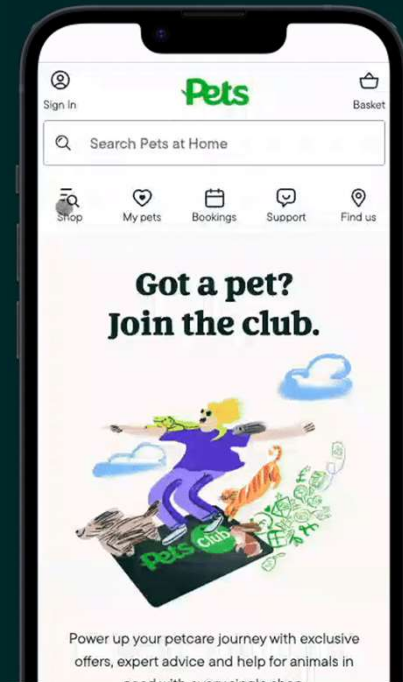 Sign In
Pets
Basket
Search Pets at Home
Shop
My pets
Bookings
Support
Find us
Got a pet?
Join the club.
Pets Club
Power up your petcare journey with exclusive
offers, expert advice and help for animals in